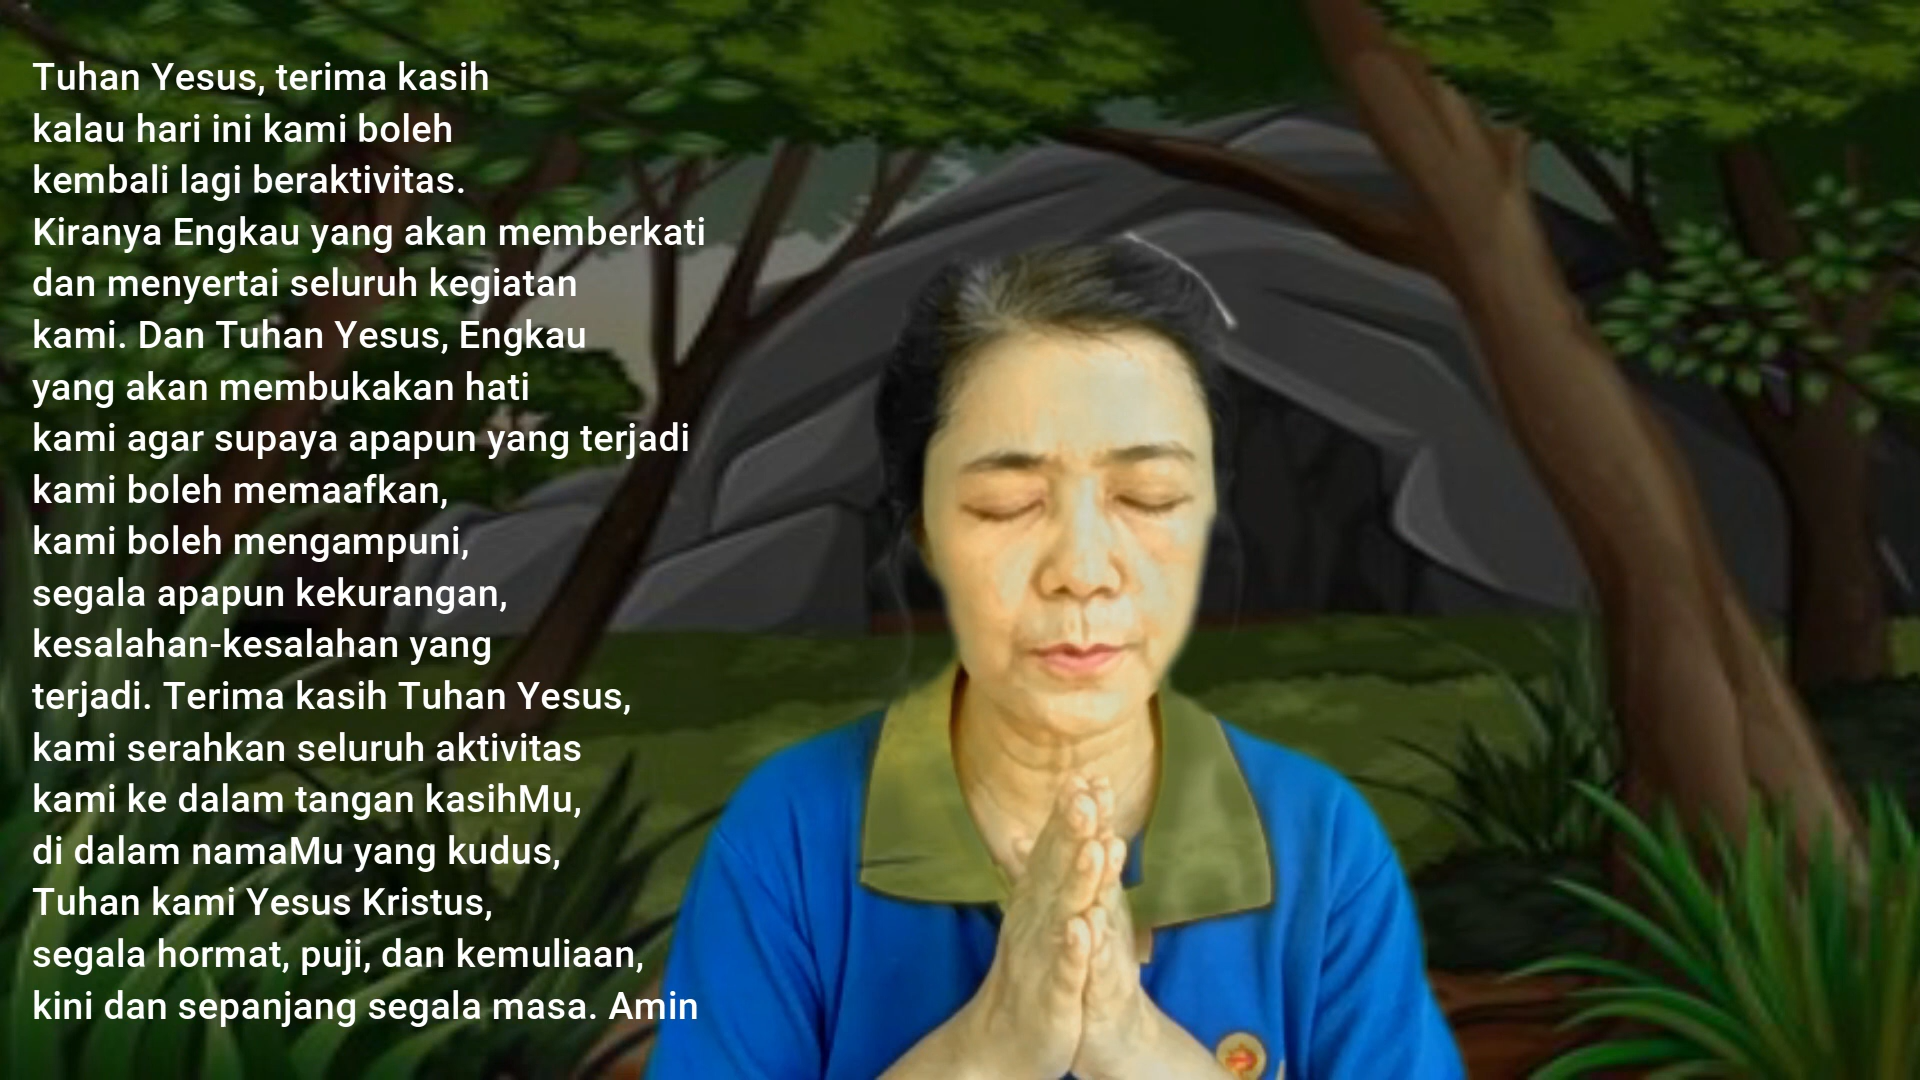 Tuhan Yesus, terima kasih
kalau hari ini kami boleh
kembali lagi beraktivitas.
Kiranya Engkau yang akan memberkati
dan menyertai seluruh kegiatan
kami. Dan Tuhan Yesus, Engkau
yang akan membukakan hati
kami agar supaya apapun yang terjadi
kami boleh memaafkan,
kami boleh mengampuni,
segala apapun kekurangan,
kesalahan-kesalahan yang
terjadi. Terima kasih Tuhan Yesus,
kami serahkan seluruh aktivitas
kami ke dalam tangan kasihMu,
di dalam namaMu yang kudus,
Tuhan kami Yesus Kristus,
segala hormat, puji, dan kemuliaan,
kini dan sepanjang segala masa. Amin